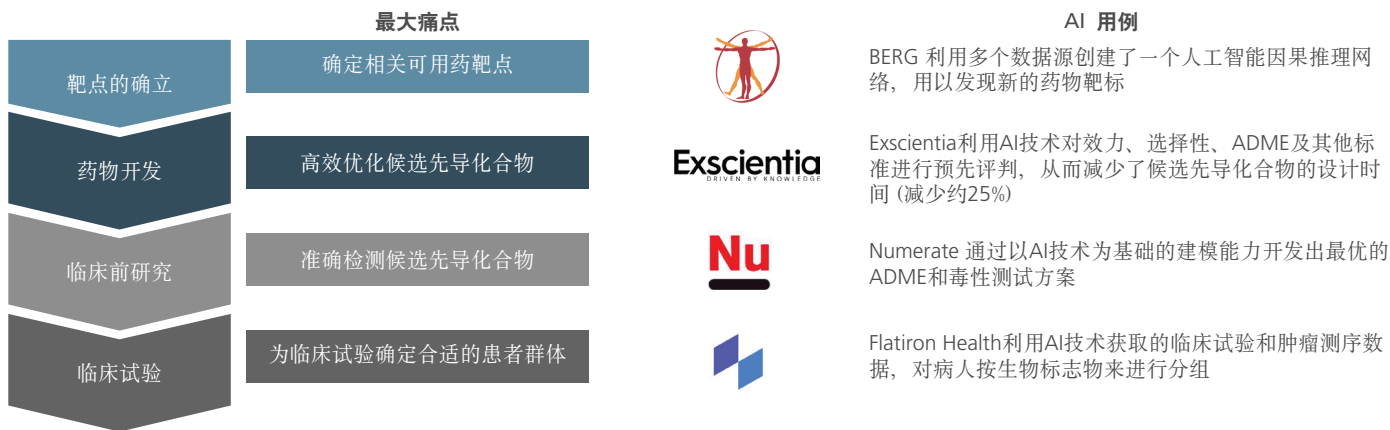 最大痛点
AI 用例
靶点的确立
确定相关可用药靶点
BERG 利用多个数据源创建了一个人工智能因果推理网
络，用以发现新的药物靶标
药物开发
高效优化候选先导化合物
Exscientia
DRIVEN BY KNOWLEDGE
Exscientia利用AI技术对效力、选择性、ADME及其他标
准进行预先评判，从而减少了候选先导化合物的设计时
间 (减少约25%)
临床前研究
准确检测候选先导化合物
Nu
Numerate 通过以AI技术为基础的建模能力开发出最优的
ADME和毒性测试方案
临床试验
为临床试验确定合适的患者群体
Flatiron Health利用AI技术获取的临床试验和肿瘤测序数
据，对病人按生物标志物来进行分组